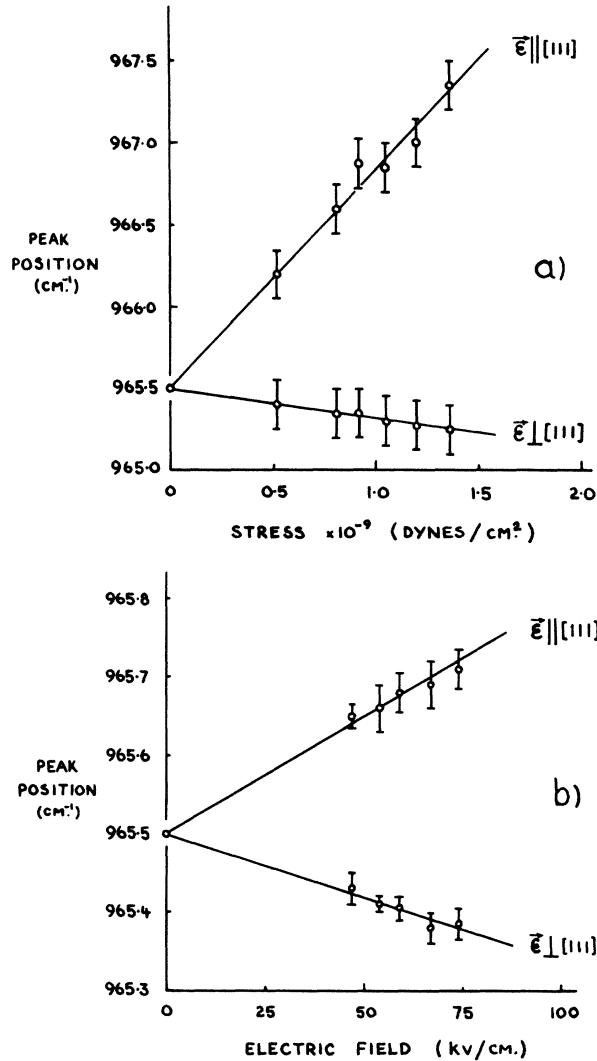 967·5
967·0
966·5
966·0
965·5
965·0
PEAK
POSITION
(CM⁻¹)
ε⃗||[111]
a)
ε⃗⊥[111]
0 0·5 1·0 1·5 2·0
STRESS ×10⁻⁹ (DYNES/CM²)
965·8
965·7
965·6
965·5
965·4
965·3
PEAK
POSITION
(CM⁻¹)
ε⃗||[111]
b)
ε⃗⊥[111]
0 25 50 75 100
ELECTRIC FIELD (KV/CM.)